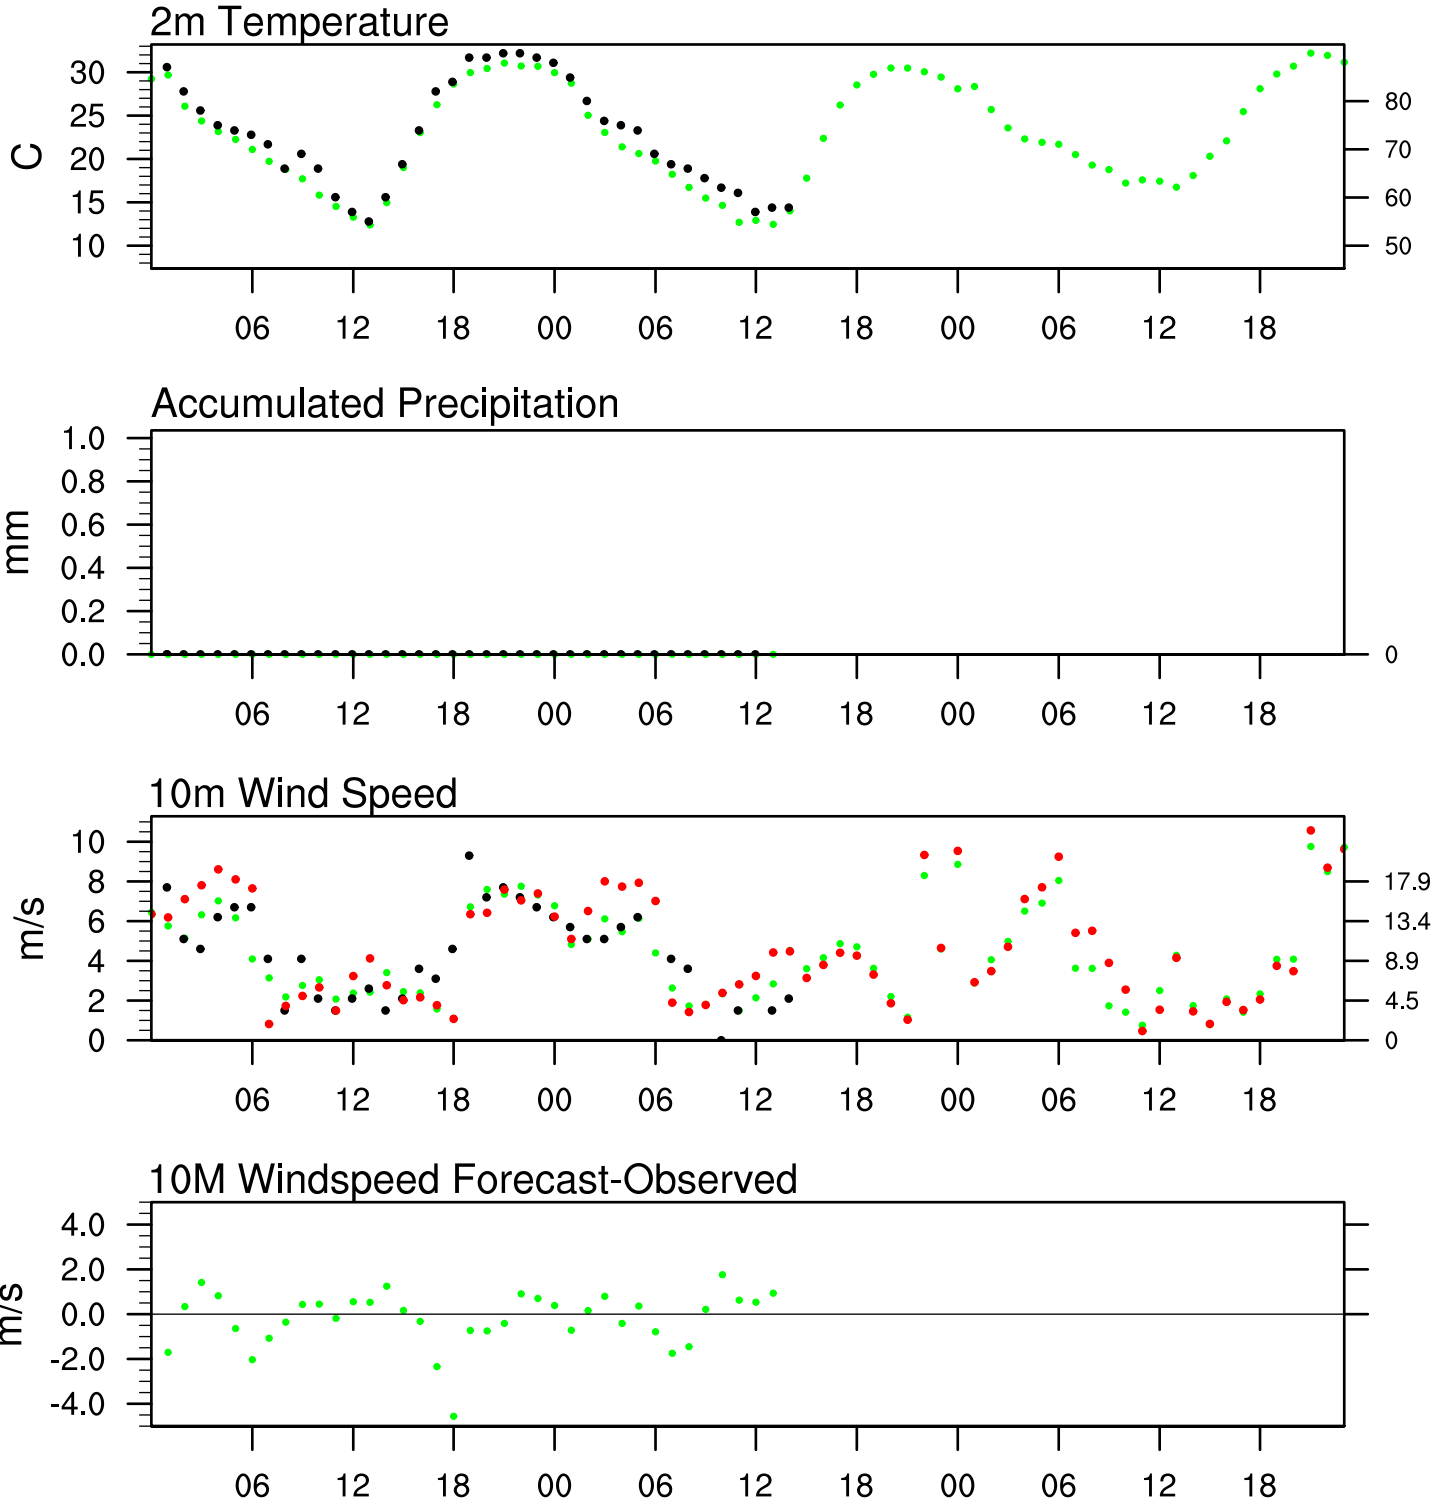 2m Temperature
30
25
20
15
10
C
80
70
60
50
06 12 18 00 06 12 18 00 06 12 18
Accumulated Precipitation
1.0
0.8
0.6
0.4
0.2
0.0
mm
0
06 12 18 00 06 12 18 00 06 12 18
10m Wind Speed
10
8
6
4
2
0
m/s
17.9
13.4
8.9
4.5
0
06 12 18 00 06 12 18 00 06 12 18
10M Windspeed Forecast-Observed
4.0
2.0
0.0
-2.0
-4.0
m/s
06 12 18 00 06 12 18 00 06 12 18